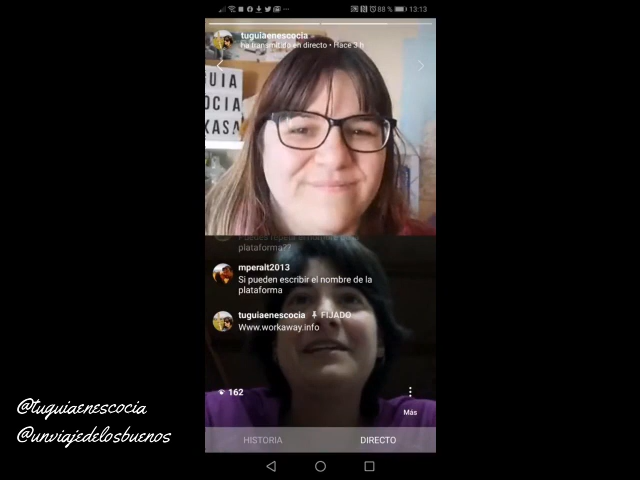 88 % 13:13
tuguiaenescocia
ha transmitido en directo • Hace 3 h
UIA
OCIA
KASA
plataforma??
mperalt2013
Si pueden escribir el nombre de la
plataforma
tuguiaenescocia FIJADO
Www.workaway.info
162
Más
@tuguiaenescocia
@unviajedelosbuenos
HISTORIA DIRECTO